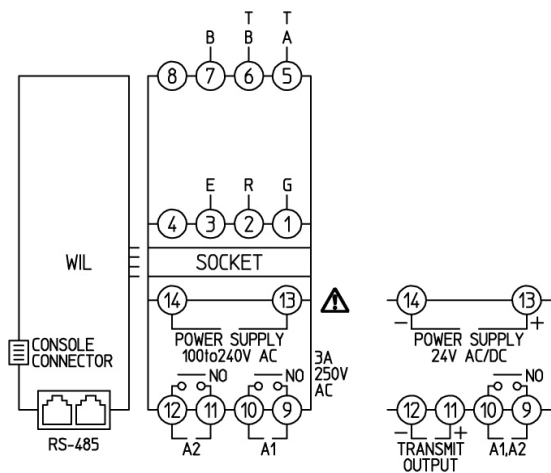 T T
B B A
8 7 6 5
E R G
4 3 2 1
WIL
SOCKET
14 13
POWER SUPPLY
100to240V AC
CONSOLE
CONNECTOR
3A
250V
AC
NO NO
12 11 10 9
A2 A1
RS-485
14 13
- +
POWER SUPPLY
24V AC/DC
NO
12 11 10 9
- +
TRANSMIT
OUTPUT
A1,A2